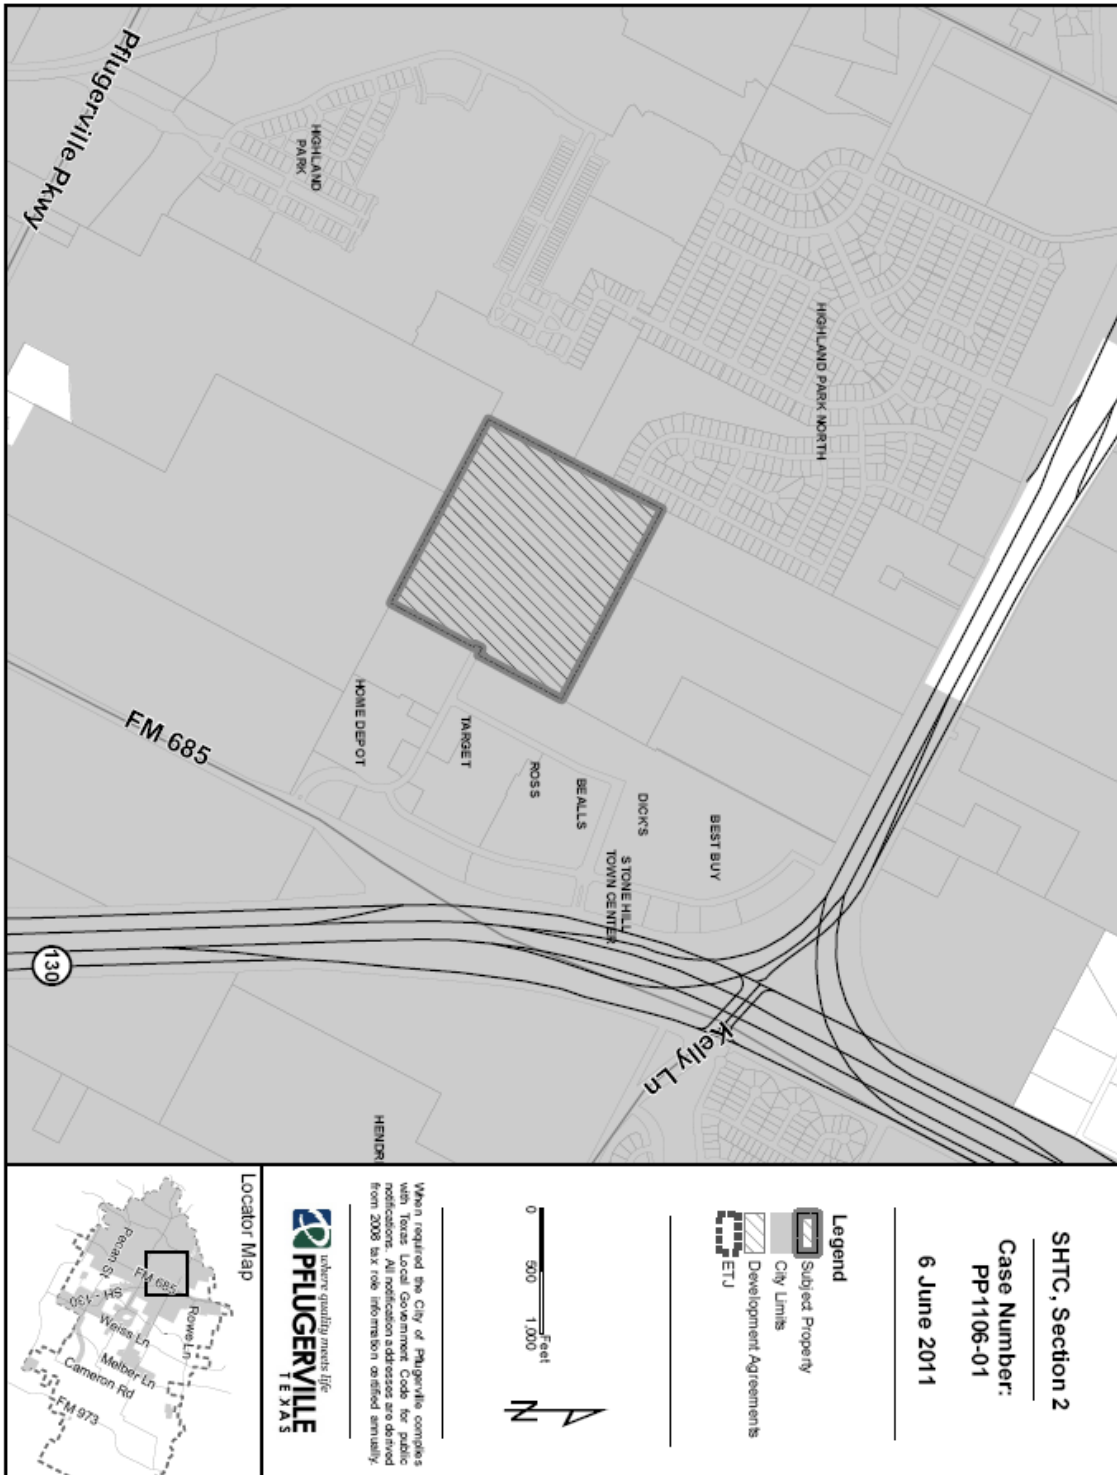 SHTC, Section 2
Case Number:
PP1106-01
6 June 2011
Legend
Subject Property
City Limits
Development Agreements
ETJ
0 500 1,000
Feet
N
When required the City of Pflugerville complies
with Texas Local Government Code for public
notifications. All notification addresses are derived
from 2008 tax role information certified annually.
where quality meets life
PFLUGERVILLE
TEXAS
Locator Map
Pecan St
FM 685
SH - 130
Rowe Ln
Weiss Ln
Melber Ln
Cameron Rd
FM 973
Pflugerville Pkwy
HIGHLAND
PARK
HIGHLAND PARK NORTH
HOME DEPOT
TARGET
ROSS
BEALLS
DICK'S
BEST BUY
STONE HILL
TOWN CENTER
FM 685
130
Kelly Ln
HENDRI